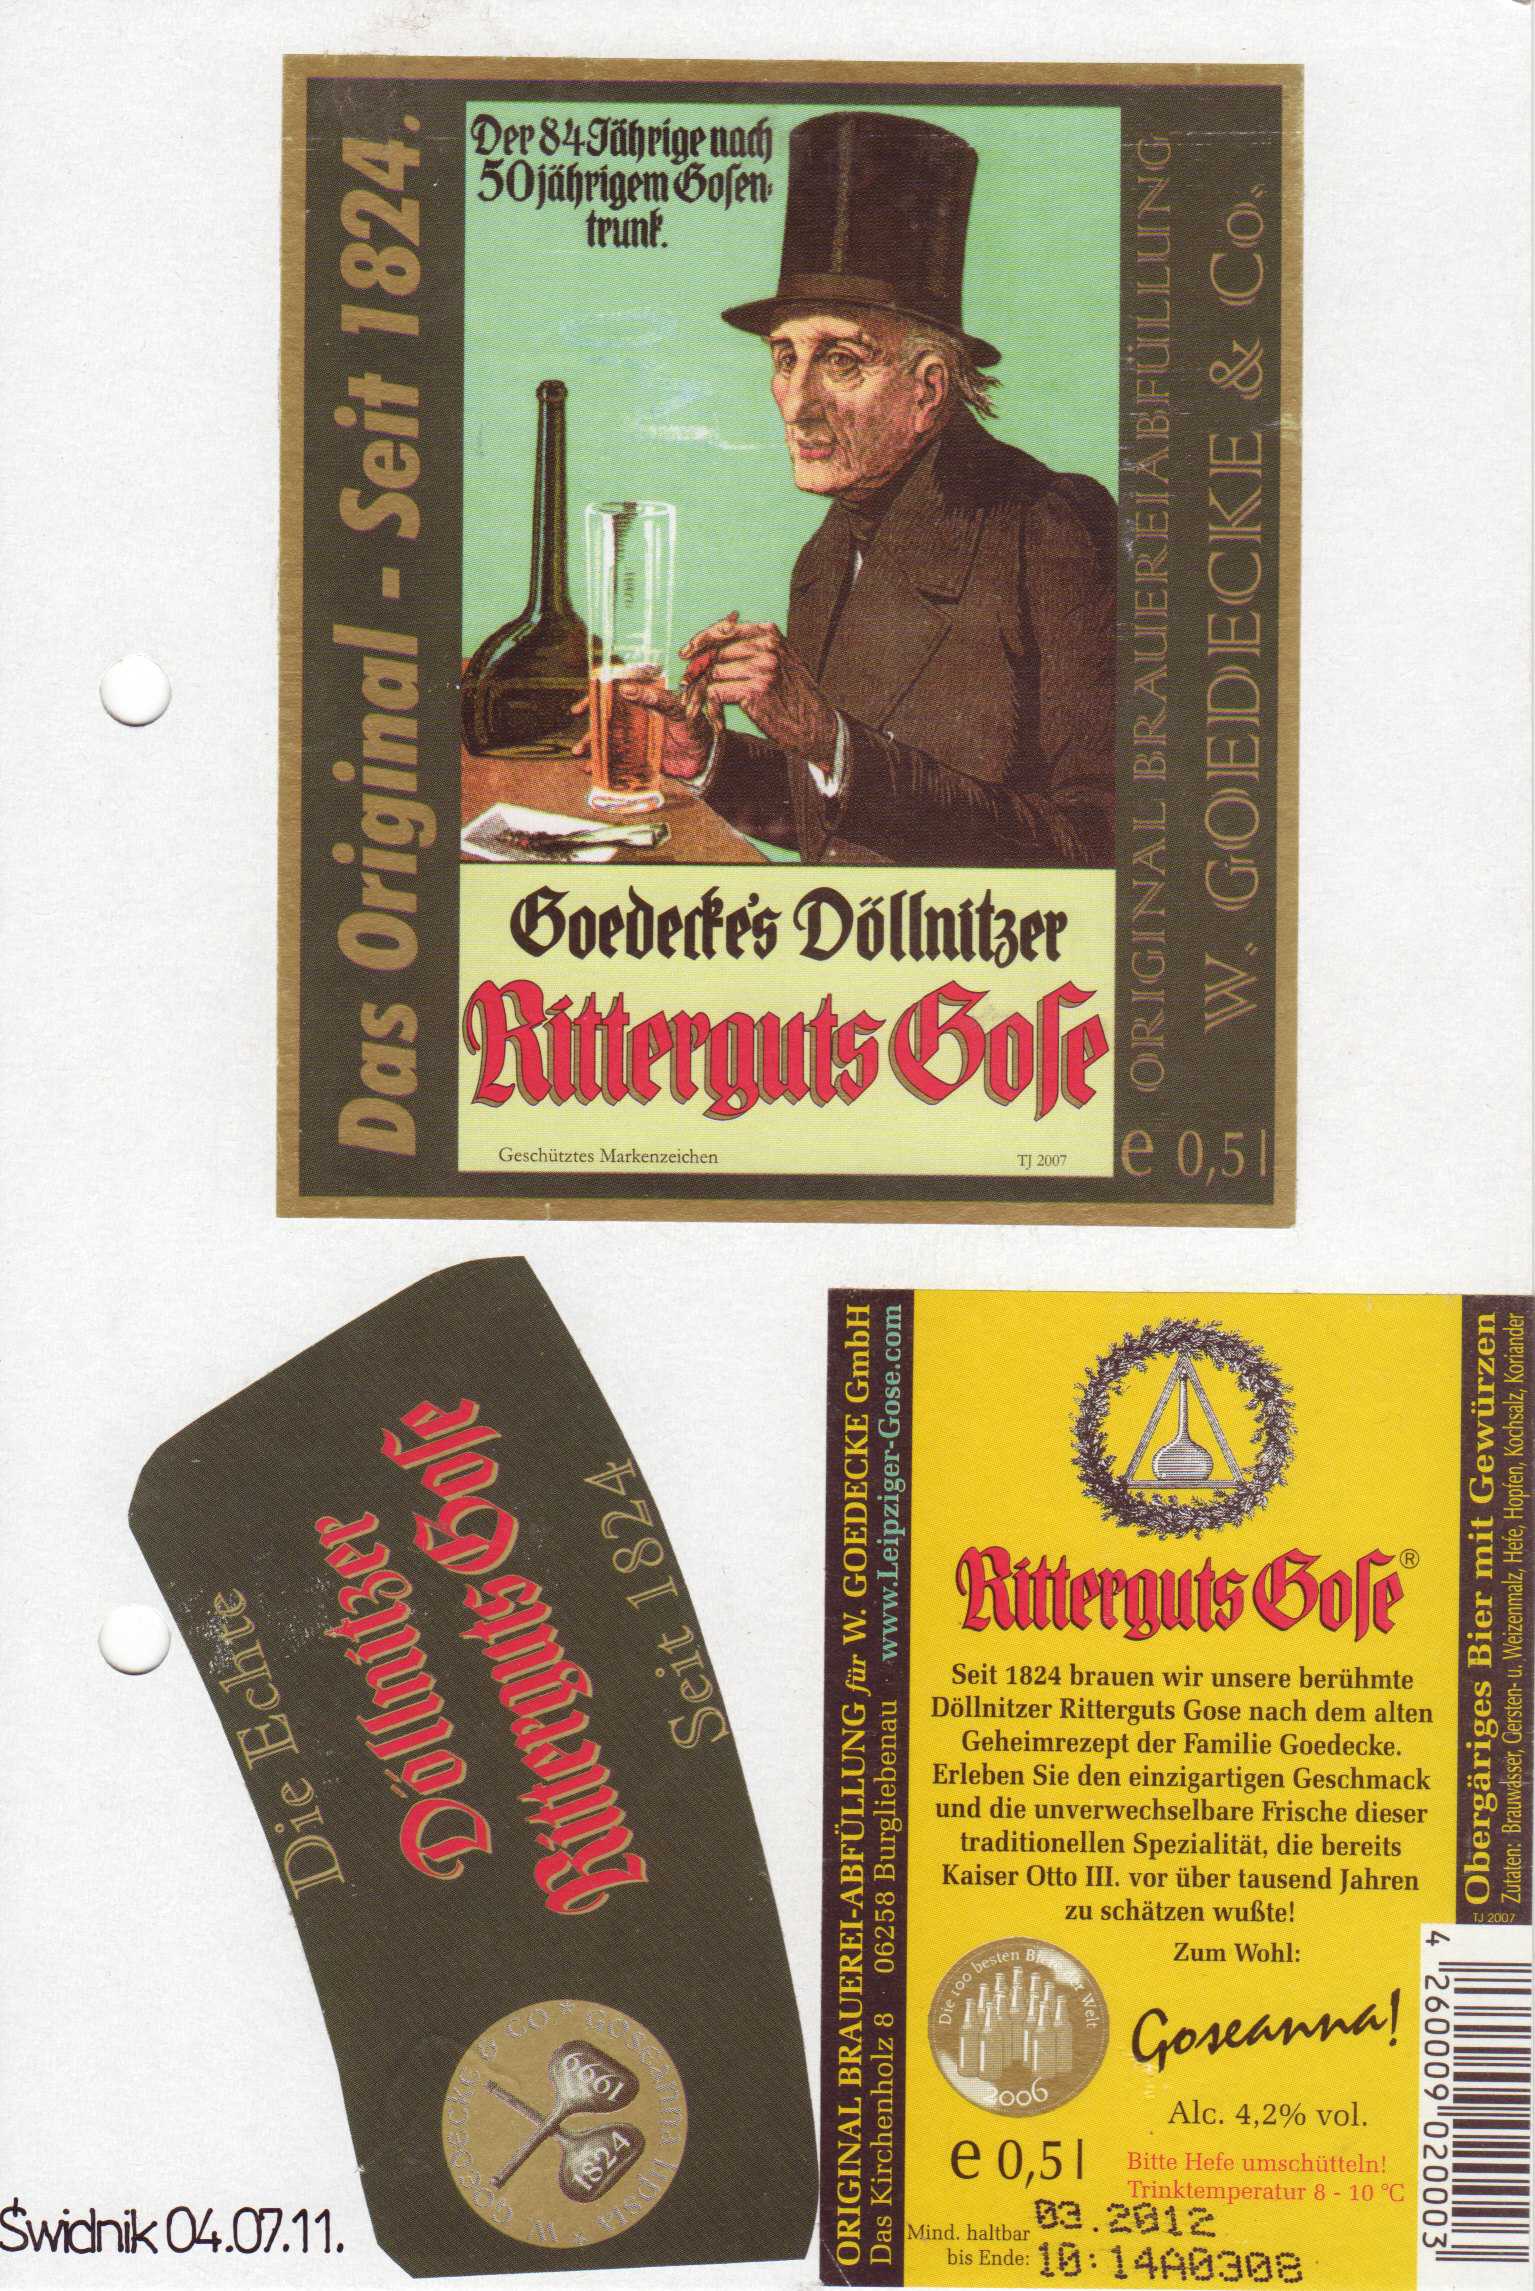 Das Original - Seit 1824.
Der 84 Jährige nach
50 jährigem Gosen-
trunk.
Goedecke's Döllnitzer
Ritterguts Gose
Geschütztes Markenzeichen
TJ 2007
ORIGINAL BRAUEREIABFÜLLUNG
W. GOEDECKE & Co.
e 0,5 l
Die Echte
Döllnitzer
Ritterguts Gose
Seit 1824
* W. GOEDECKE & CO * GOSEANNA lipsia
1999
1824
Świdnik 04.07.11.
ORIGINAL BRAUEREI-ABFÜLLUNG für W. GOEDECKE GmbH
Das Kirchenholz 8 06258 Burgliebenau www.Leipziger-Gose.com
Ritterguts Gose®
Seit 1824 brauen wir unsere berühmte
Döllnitzer Ritterguts Gose nach dem alten
Geheimrezept der Familie Goedecke.
Erleben Sie den einzigartigen Geschmack
und die unverwechselbare Frische dieser
traditionellen Spezialität, die bereits
Kaiser Otto III. vor über tausend Jahren
zu schätzen wußte!
Zum Wohl:
Goseanna!
Die 100 besten Biere der Welt
2006
Alc. 4,2% vol.
e 0,5 l
Bitte Hefe umschütteln!
Trinktemperatur 8 - 10 °C
Mind. haltbar
bis Ende:
03.2012
10:14A0308
Obergäriges Bier mit Gewürzen
Zutaten: Brauwasser, Gersten- u. Weizenmalz, Hefe, Hopfen, Kochsalz, Koriander
TJ 2007
4 260009 020003